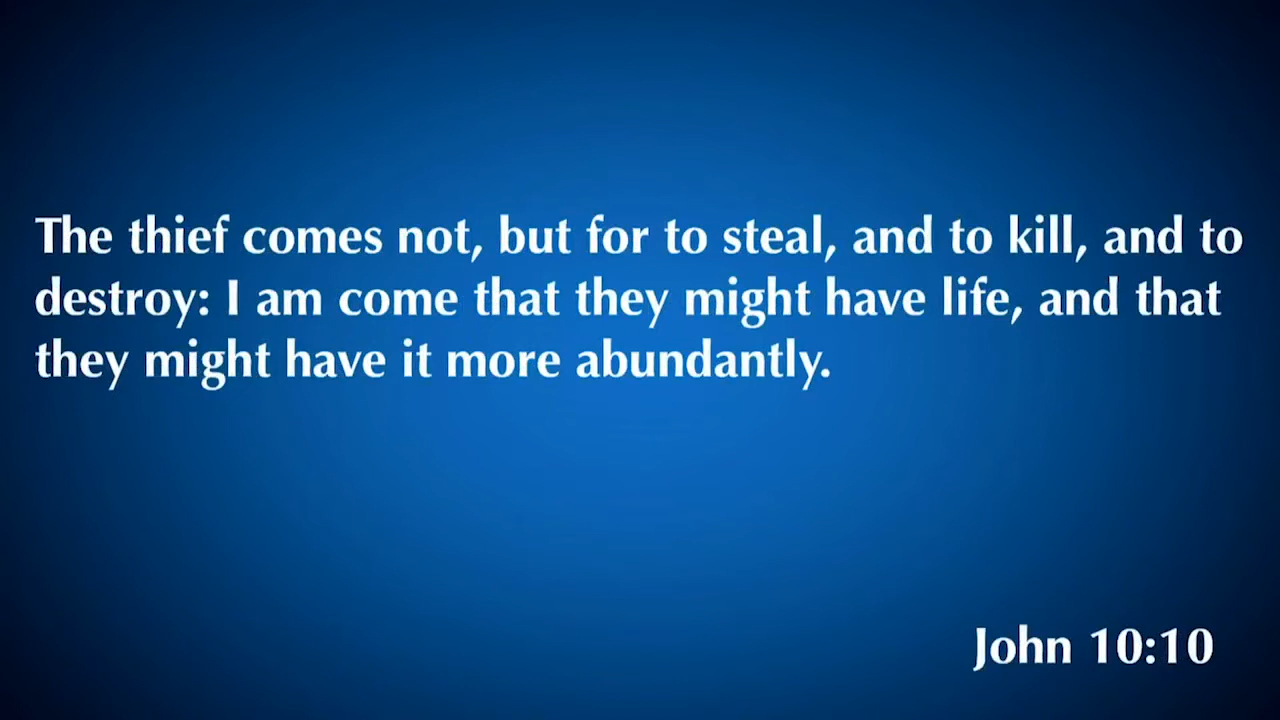 The thief comes not, but for to steal, and to kill, and to
destroy: I am come that they might have life, and that
they might have it more abundantly.
John 10:10